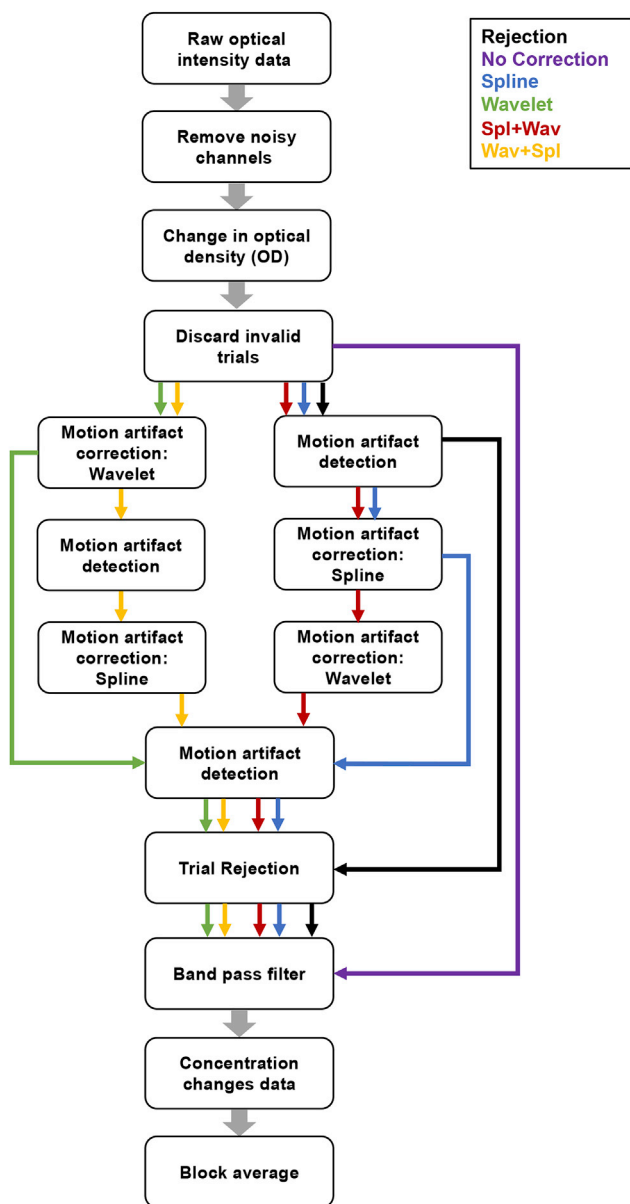 Raw optical
intensity data
Rejection
No Correction
Spline
Wavelet
Spl+Wav
Wav+Spl
Remove noisy
channels
Change in optical
density (OD)
Discard invalid
trials
Motion artifact
correction:
Wavelet
Motion artifact
detection
Motion artifact
detection
Motion artifact
correction:
Spline
Motion artifact
correction:
Spline
Motion artifact
correction:
Wavelet
Motion artifact
detection
Trial Rejection
Band pass filter
Concentration
changes data
Block average